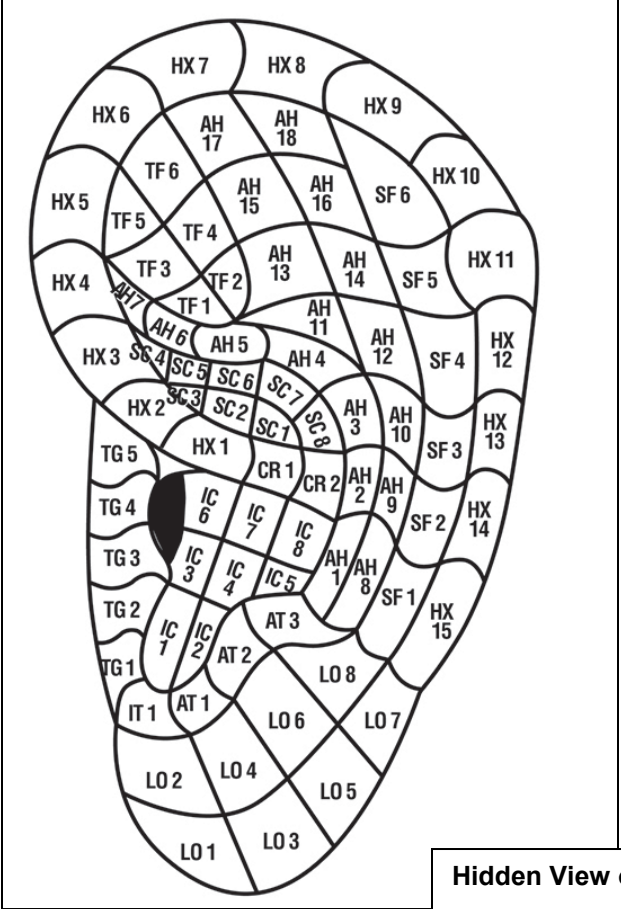 HX 7
HX 8
HX 9
HX 6
AH
17
AH
18
HX 10
TF 6
AH
15
AH
16
SF 6
HX 5
TF 5
TF 4
HX 11
AH
13
AH
14
SF 5
TF 3
TF 2
HX 4
AH7
TF 1
AH
11
AH 6
AH 5
AH
12
HX
12
HX 3
SC 4
SC 5
SC 6
AH 4
SF 4
SC 7
SC 3
HX 2
SC 2
SC 1
SC 8
AH
3
AH
10
HX
13
HX 1
SF 3
TG 5
CR 1
CR 2
AH
2
AH
9
TG 4
IC
6
IC
7
IC
8
SF 2
HX
14
TG 3
IC
3
IC
4
IC 5
AH
1
AH
8
SF 1
HX
15
TG 2
IC
1
IC
2
AT 3
AT 2
TG 1
LO 8
IT 1
AT 1
LO 6
LO 7
LO 2
LO 4
LO 5
LO 1
LO 3
Hidden View